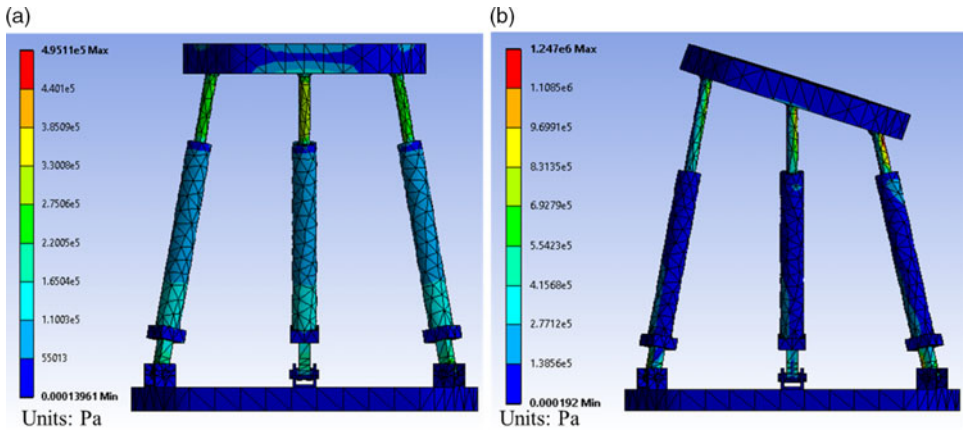 (a)
4.9511e5 Max
4.401e5
3.8509e5
3.3008e5
2.7506e5
2.2005e5
1.6504e5
1.1003e5
55013
0.00013961 Min
Units: Pa
(b)
1.247e6 Max
1.1085e6
9.6991e5
8.3135e5
6.9279e5
5.5423e5
4.1568e5
2.7712e5
1.3856e5
0.000192 Min
Units: Pa